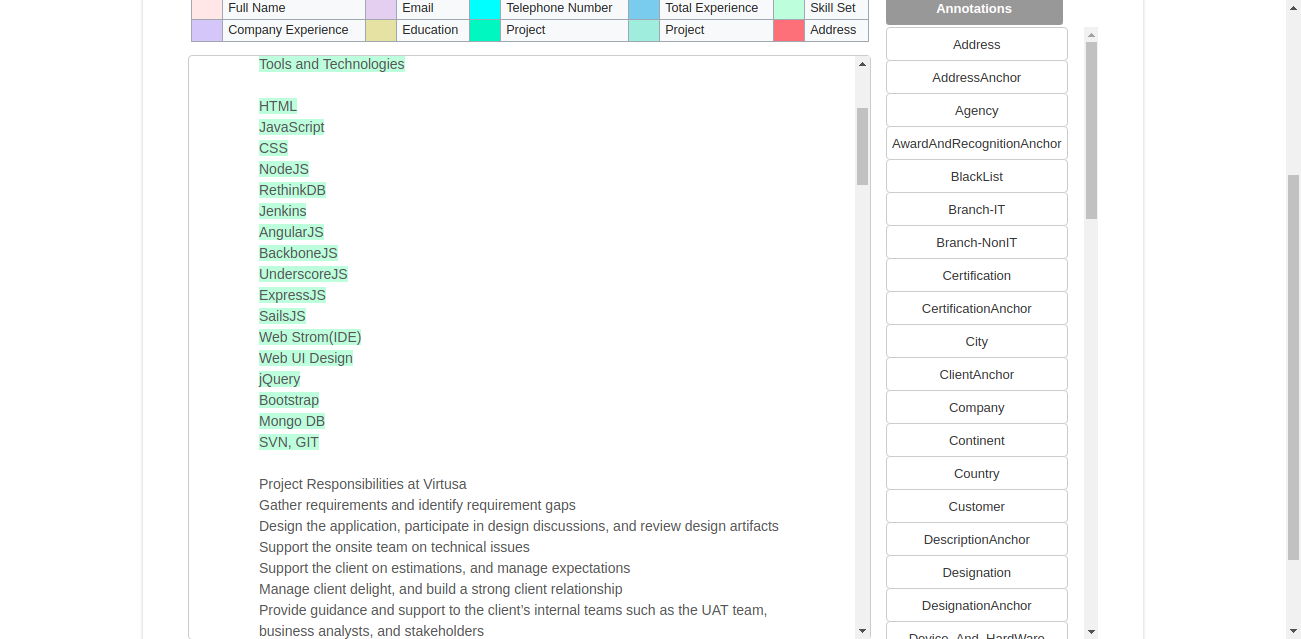 Full Name Email Telephone Number Total Experience Skill Set
Company Experience Education Project Project Address
Tools and Technologies
HTML
JavaScript
CSS
NodeJS
RethinkDB
Jenkins
AngularJS
BackboneJS
UnderscoreJS
ExpressJS
SailsJS
Web Strom(IDE)
Web UI Design
jQuery
Bootstrap
Mongo DB
SVN, GIT
Project Responsibilities at Virtusa
Gather requirements and identify requirement gaps
Design the application, participate in design discussions, and review design artifacts
Support the onsite team on technical issues
Support the client on estimations, and manage expectations
Manage client delight, and build a strong client relationship
Provide guidance and support to the client’s internal teams such as the UAT team,
business analysts, and stakeholders
Annotations
Address
AddressAnchor
Agency
AwardAndRecognitionAnchor
BlackList
Branch-IT
Branch-NonIT
Certification
CertificationAnchor
City
ClientAnchor
Company
Continent
Country
Customer
DescriptionAnchor
Designation
DesignationAnchor
Device_And_HardWare